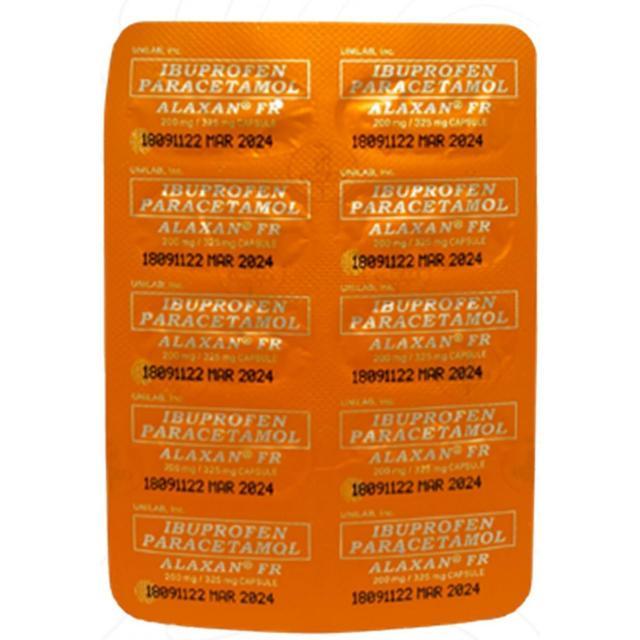 UNILAB, Inc.
IBUPROFEN
PARACETAMOL
ALAXAN® FR
200 mg / 325 mg CAPSULE
18091122 MAR 2024
UNILAB, Inc.
IBUPROFEN
PARACETAMOL
ALAXAN® FR
200 mg / 325 mg CAPSULE
18091122 MAR 2024
UNILAB, Inc.
IBUPROFEN
PARACETAMOL
ALAXAN® FR
200 mg / 325 mg CAPSULE
18091122 MAR 2024
UNILAB, Inc.
IBUPROFEN
PARACETAMOL
ALAXAN® FR
200 mg / 325 mg CAPSULE
18091122 MAR 2024
UNILAB, Inc.
IBUPROFEN
PARACETAMOL
ALAXAN® FR
200 mg / 325 mg CAPSULE
18091122 MAR 2024
UNILAB, Inc.
IBUPROFEN
PARACETAMOL
ALAXAN® FR
200 mg / 325 mg CAPSULE
18091122 MAR 2024
UNILAB, Inc.
IBUPROFEN
PARACETAMOL
ALAXAN® FR
200 mg / 325 mg CAPSULE
18091122 MAR 2024
UNILAB, Inc.
IBUPROFEN
PARACETAMOL
ALAXAN® FR
200 mg / 325 mg CAPSULE
18091122 MAR 2024
UNILAB, Inc.
IBUPROFEN
PARACETAMOL
ALAXAN® FR
200 mg / 325 mg CAPSULE
18091122 MAR 2024
UNILAB, Inc.
IBUPROFEN
PARACETAMOL
ALAXAN® FR
200 mg / 325 mg CAPSULE
18091122 MAR 2024